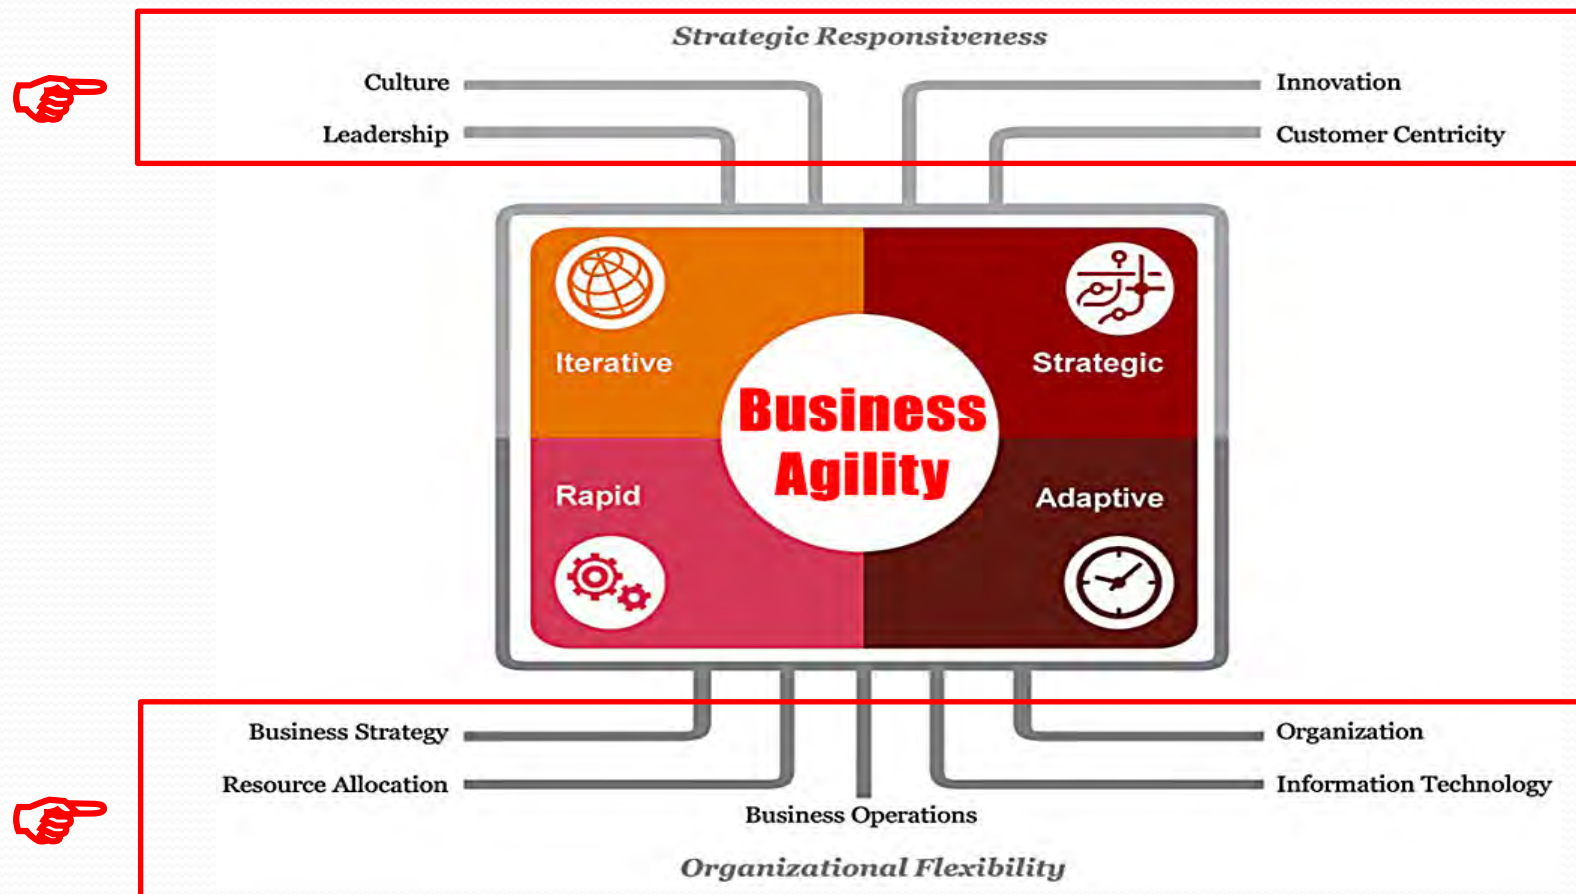 Strategic Responsiveness
Culture
Innovation
Leadership
Customer Centricity
Iterative
Strategic
Business
Agility
Rapid
Adaptive
Business Strategy
Organization
Resource Allocation
Information Technology
Business Operations
Organizational Flexibility